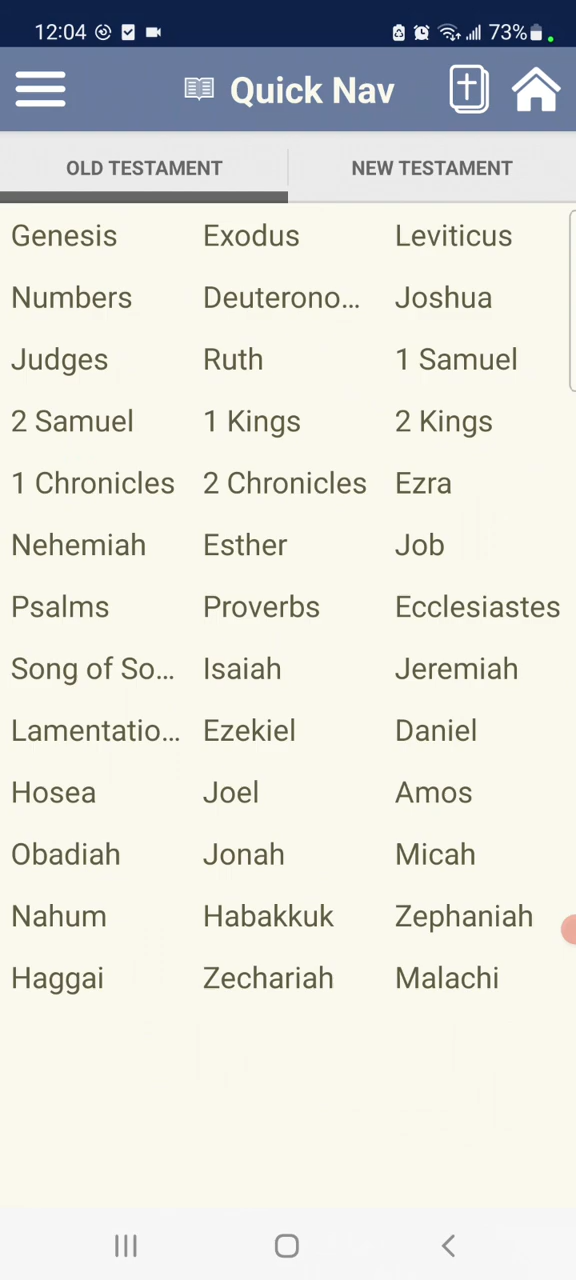 12:04 73%
Quick Nav
OLD TESTAMENT NEW TESTAMENT
Genesis Exodus Leviticus
Numbers Deuterono... Joshua
Judges Ruth 1 Samuel
2 Samuel 1 Kings 2 Kings
1 Chronicles 2 Chronicles Ezra
Nehemiah Esther Job
Psalms Proverbs Ecclesiastes
Song of So... Isaiah Jeremiah
Lamentatio... Ezekiel Daniel
Hosea Joel Amos
Obadiah Jonah Micah
Nahum Habakkuk Zephaniah
Haggai Zechariah Malachi